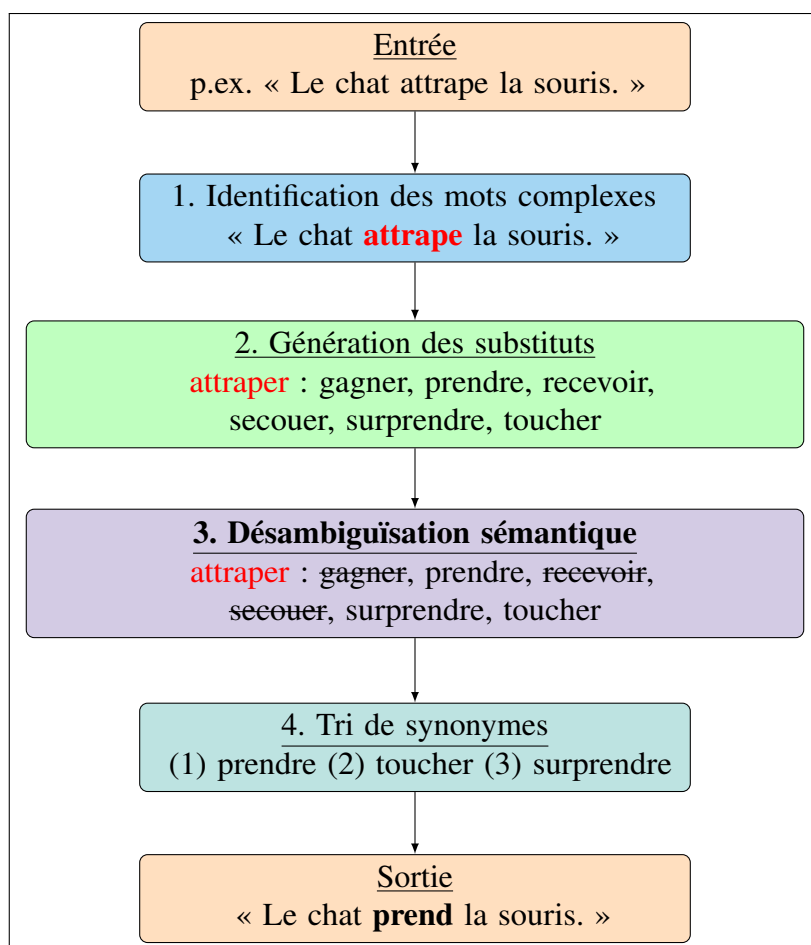 Entrée
p.ex. « Le chat attrape la souris. »
1. Identification des mots complexes
« Le chat attrape la souris. »
2. Génération des substituts
attraper : gagner, prendre, recevoir,
secouer, surprendre, toucher
3. Désambiguïsation sémantique
attraper : gagner, prendre, recevoir,
secouer, surprendre, toucher
4. Tri de synonymes
(1) prendre (2) toucher (3) surprendre
Sortie
« Le chat prend la souris. »